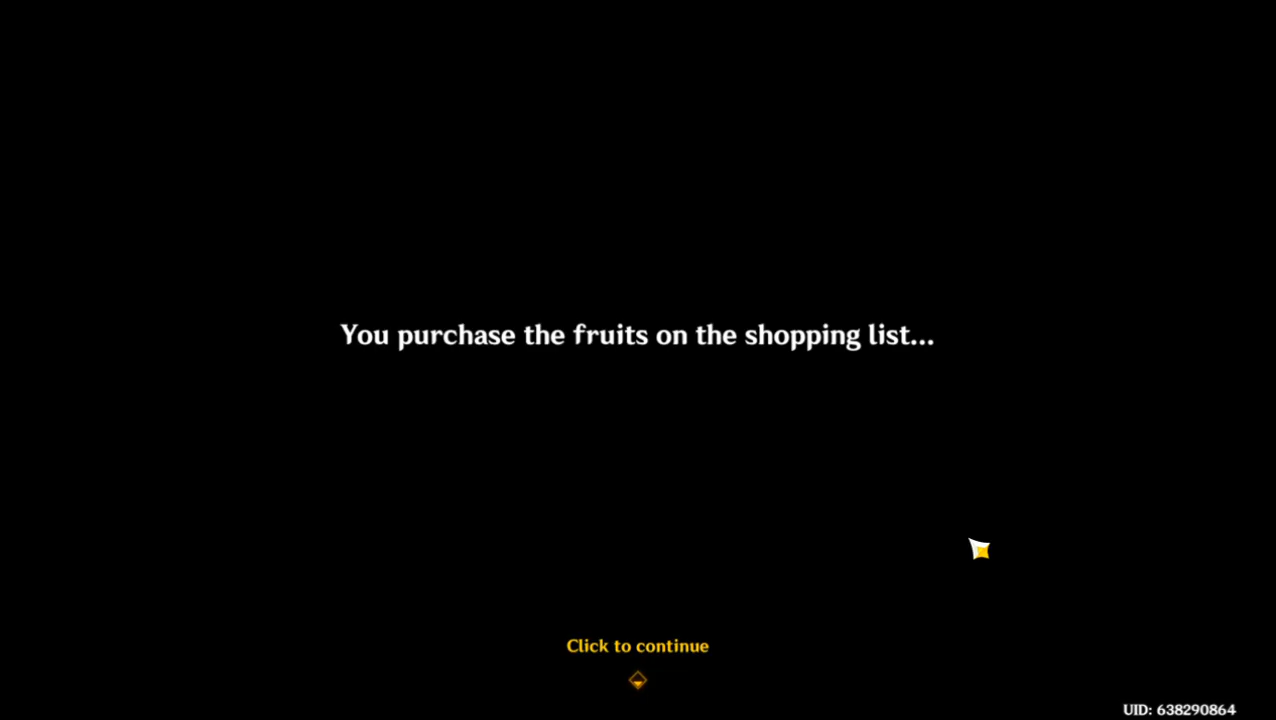 You purchase the fruits on the shopping list...
Click to continue
UID: 638290864